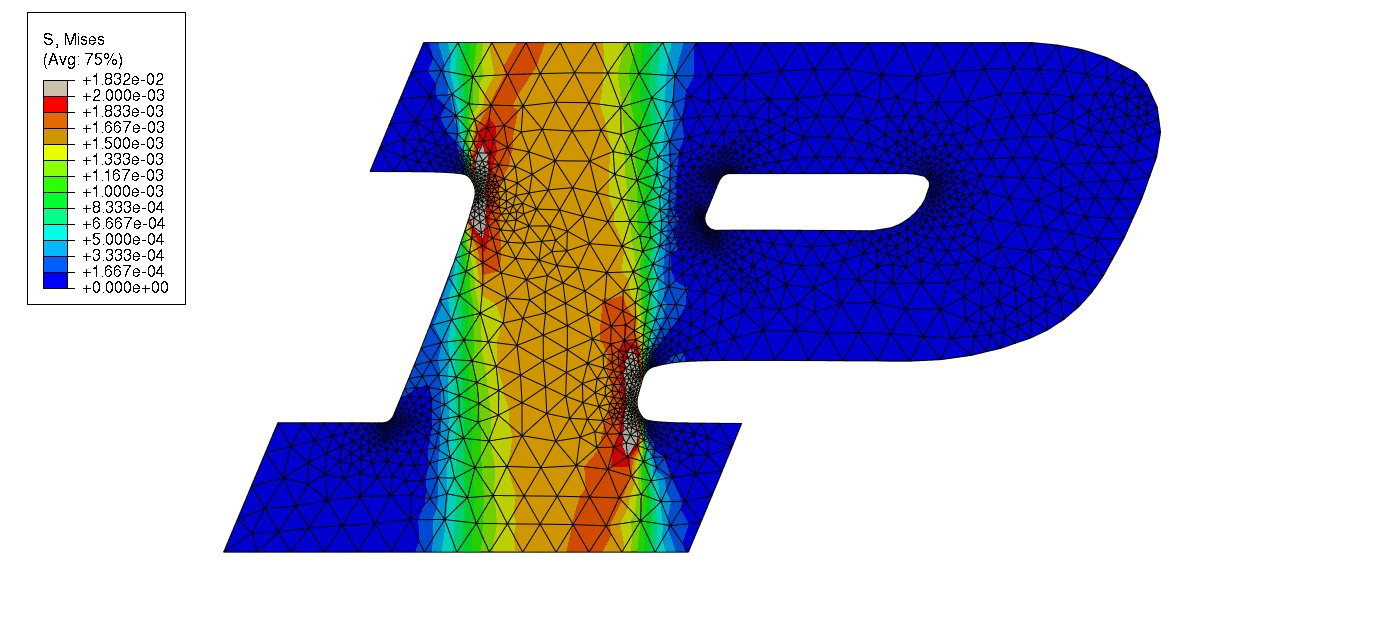 S, Mises
(Avg: 75%)
+1.832e-02
+2.000e-03
+1.833e-03
+1.667e-03
+1.500e-03
+1.333e-03
+1.167e-03
+1.000e-03
+8.333e-04
+6.667e-04
+5.000e-04
+3.333e-04
+1.667e-04
+0.000e+00